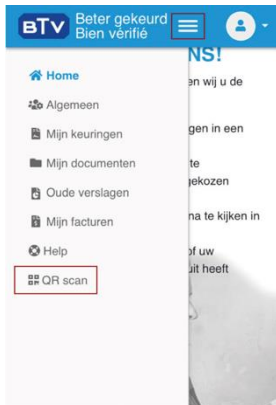 BTV Beter gekeurd
Bien vérifié
NS!
Home
en wij u de
Algemeen
Mijn keuringen
gen in een
Mijn documenten
te
gekozen
Oude verslagen
Mijn facturen
na te kijken in
Help
of uw
uit heeft
QR scan